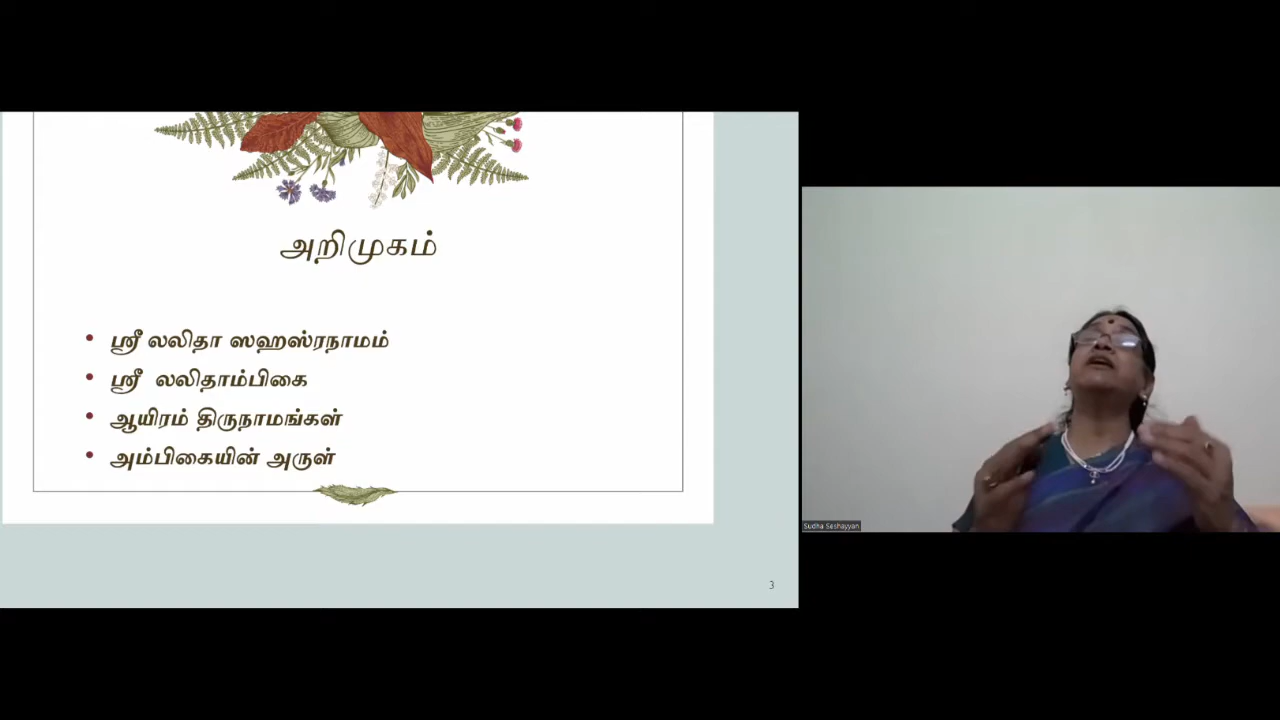 அறிமுகம்
ஸ்ரீ லலிதா ஸஹஸ்ரநாமம்
ஸ்ரீ லலிதாம்பிகை
ஆயிரம் திருநாமங்கள்
அம்பிகையின் அருள்
3
Sudha Seshayyan